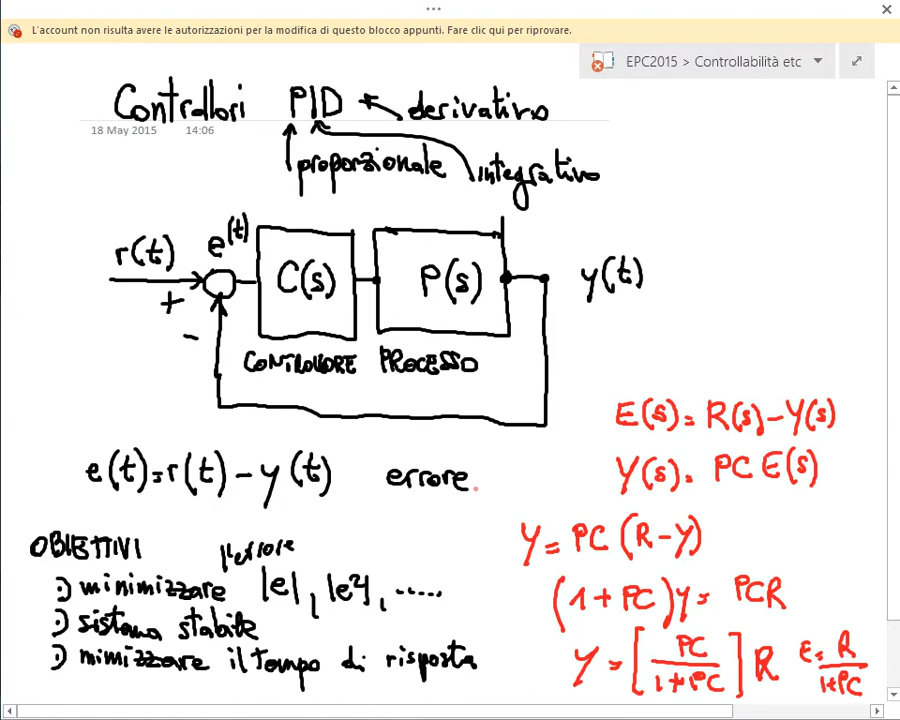 L'account non risulta avere le autorizzazioni per la modifica di questo blocco appunti. Fare clic qui per riprovare.
EPC2015 > Controllabilità etc
Controllori PID derivativo
18 May 2015 14:06
proporzionale integrativo
r(t) e(t) C(s) P(s) y(t)
+
-
CONTROLLORE PROCESSO
E(s) = R(s) - Y(s)
e(t) = r(t) - y(t) errore
Y(s) = PC E(s)
Y = PC (R - Y)
OBIETTIVI l'errore
:) minimizzare |e|, |e²|, .....
(1 + PC) Y = PCR
:) sistema stabile
:) mimizzare il tempo di risposta
Y = [PC / 1+PC] R E = R / 1+PC